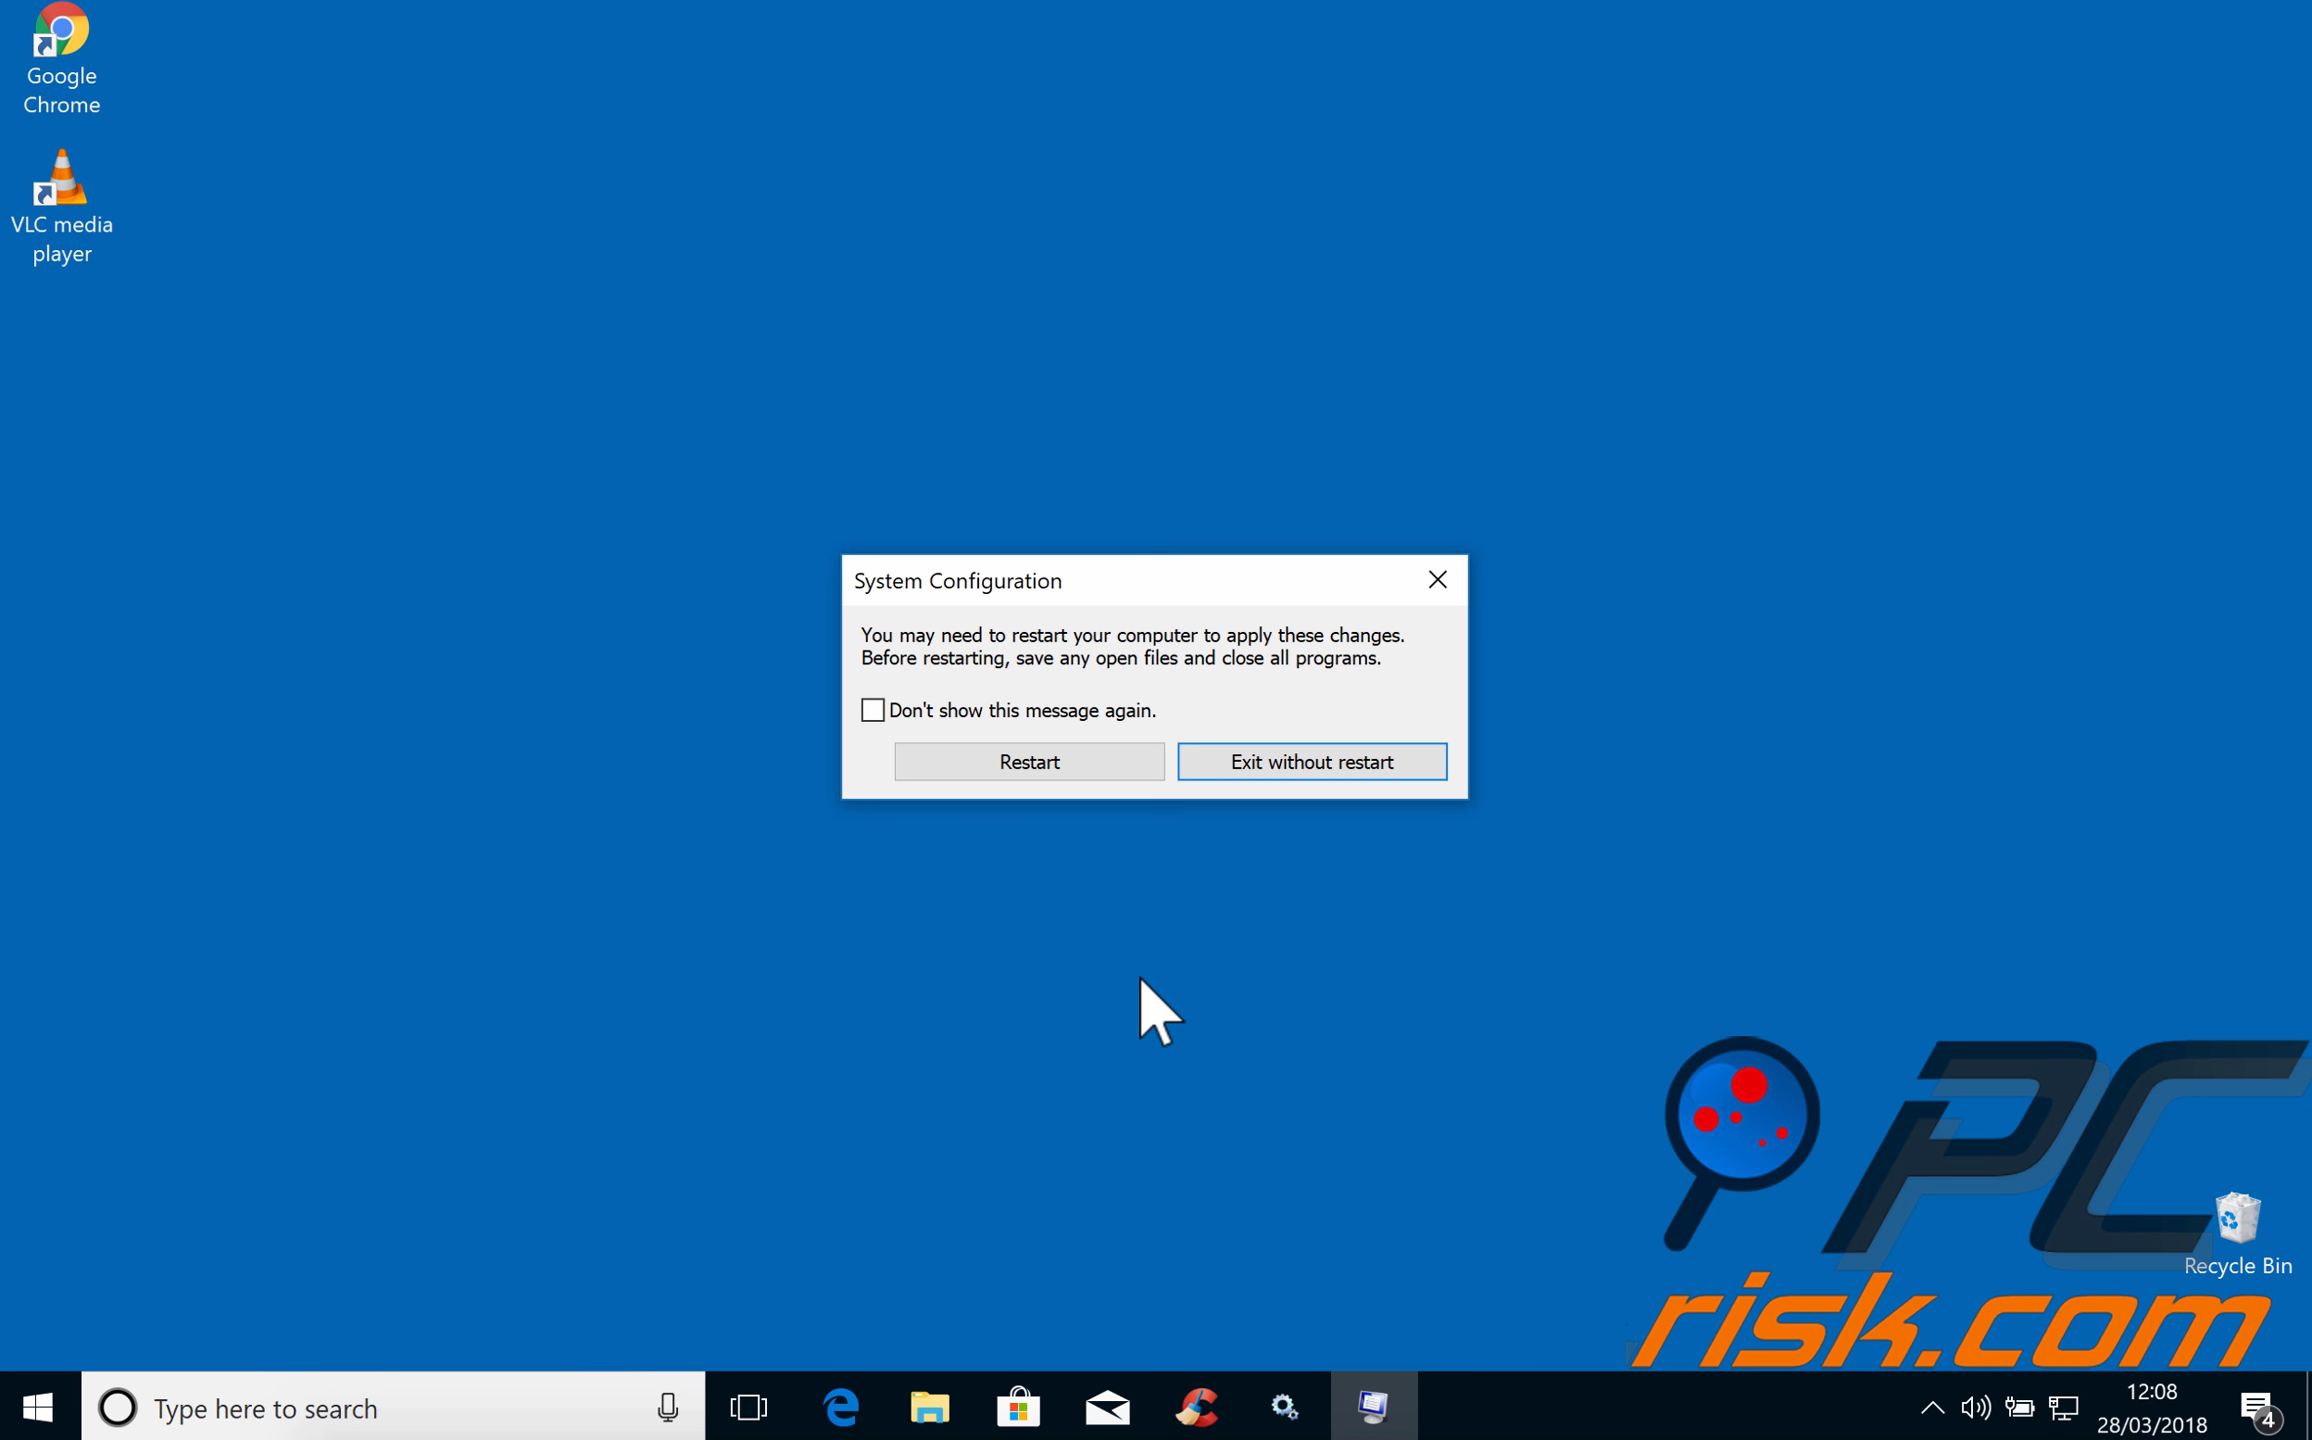 Google
Chrome
VLC media
player
System Configuration
You may need to restart your computer to apply these changes.
Before restarting, save any open files and close all programs.
Don't show this message again.
Restart
Exit without restart
PC
risk.com
Recycle Bin
Type here to search
12:08
28/03/2018
4